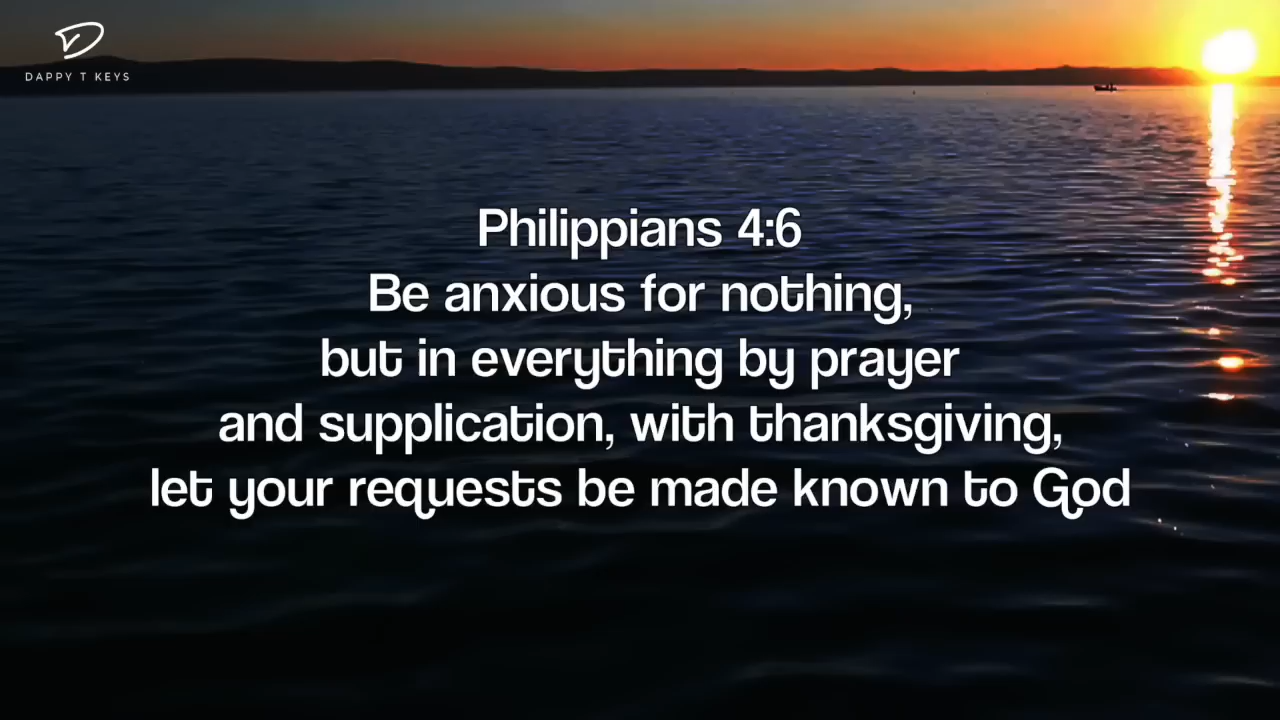 DAPPY T KEYS
Philippians 4:6
Be anxious for nothing,
but in everything by prayer
and supplication, with thanksgiving,
let your requests be made known to God